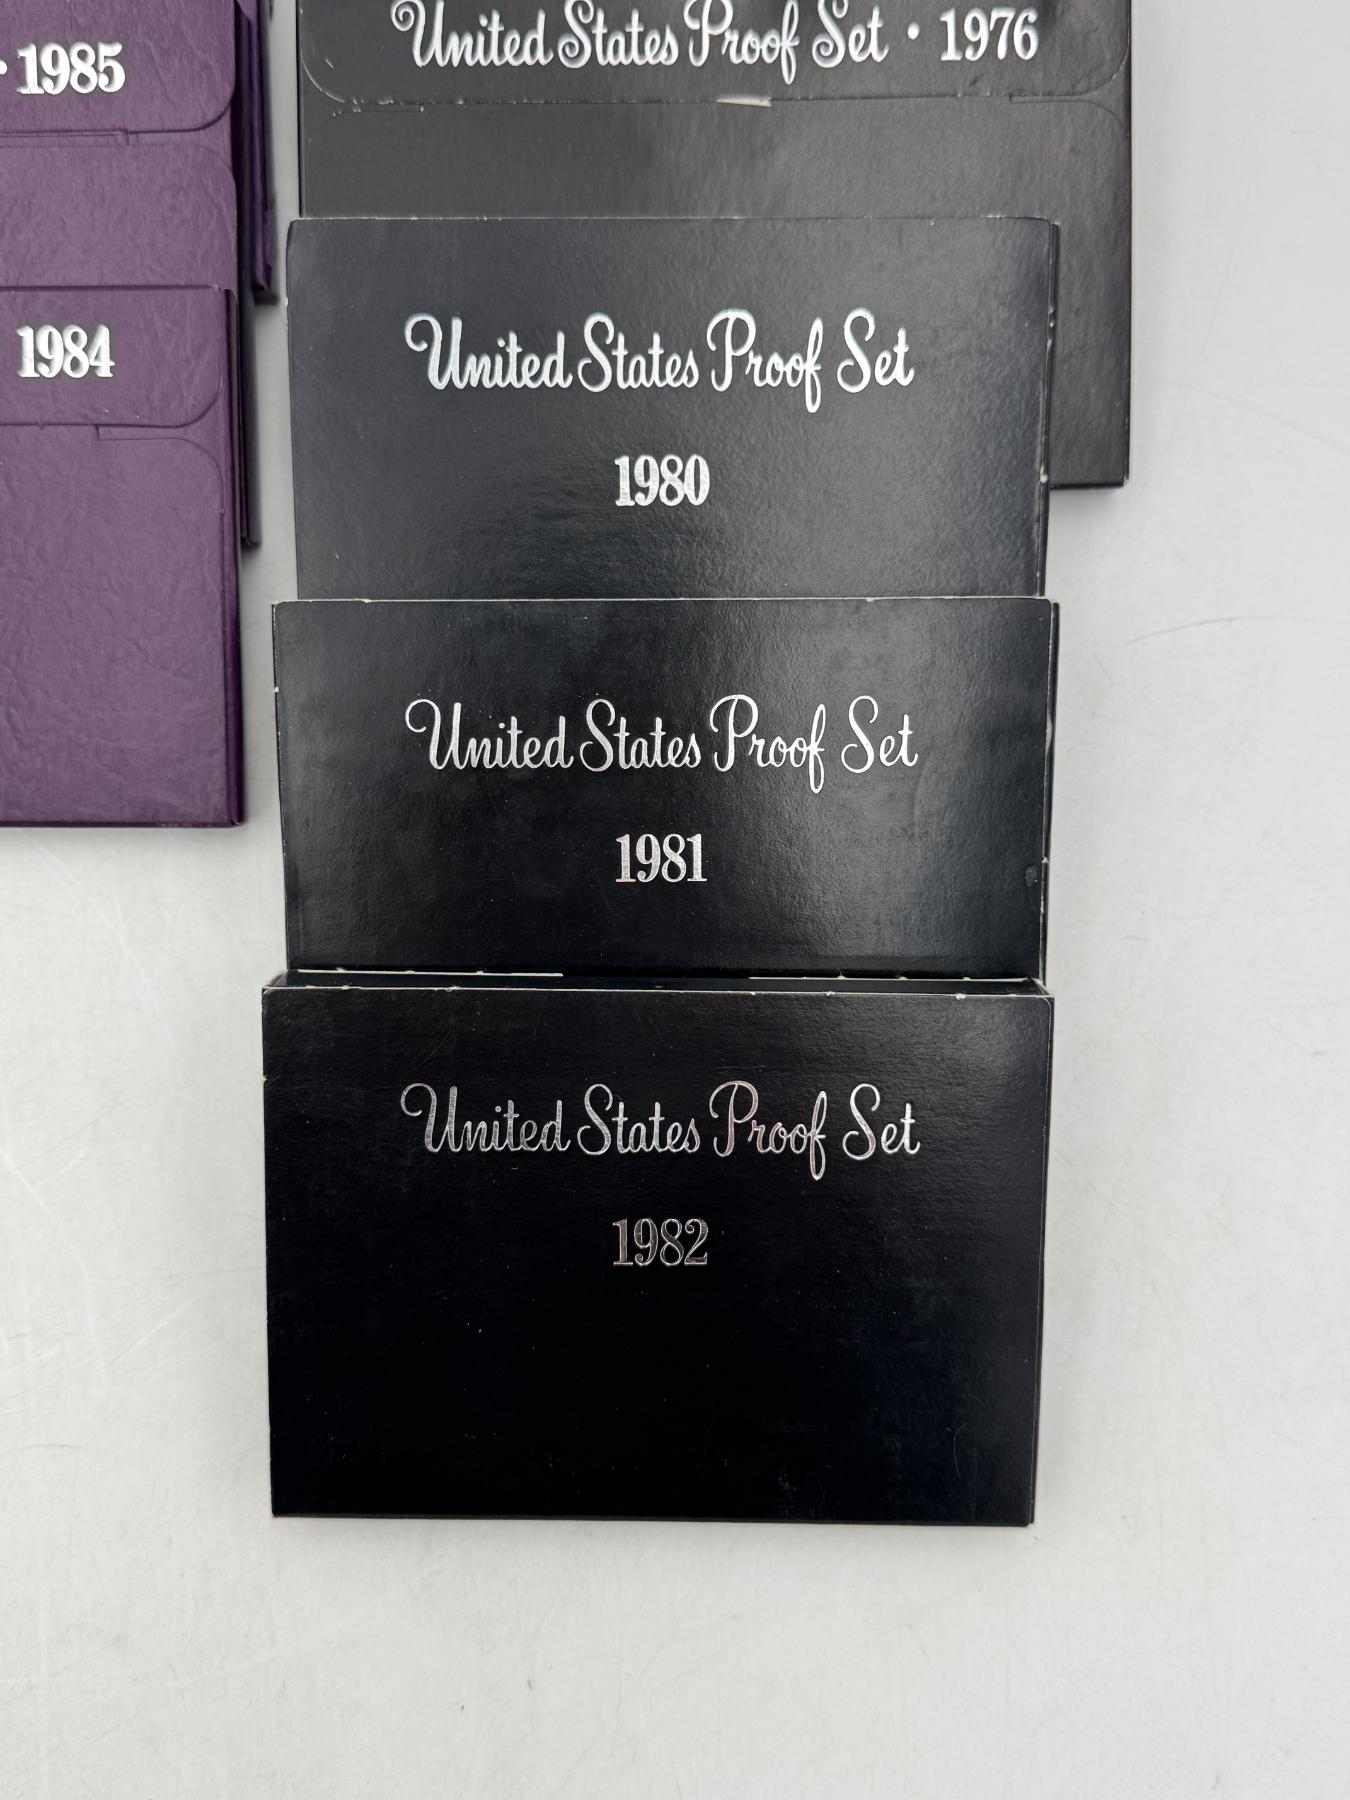 · 1985
1984
United States Proof Set · 1976
United States Proof Set
1980
United States Proof Set
1981
United States Proof Set
1982